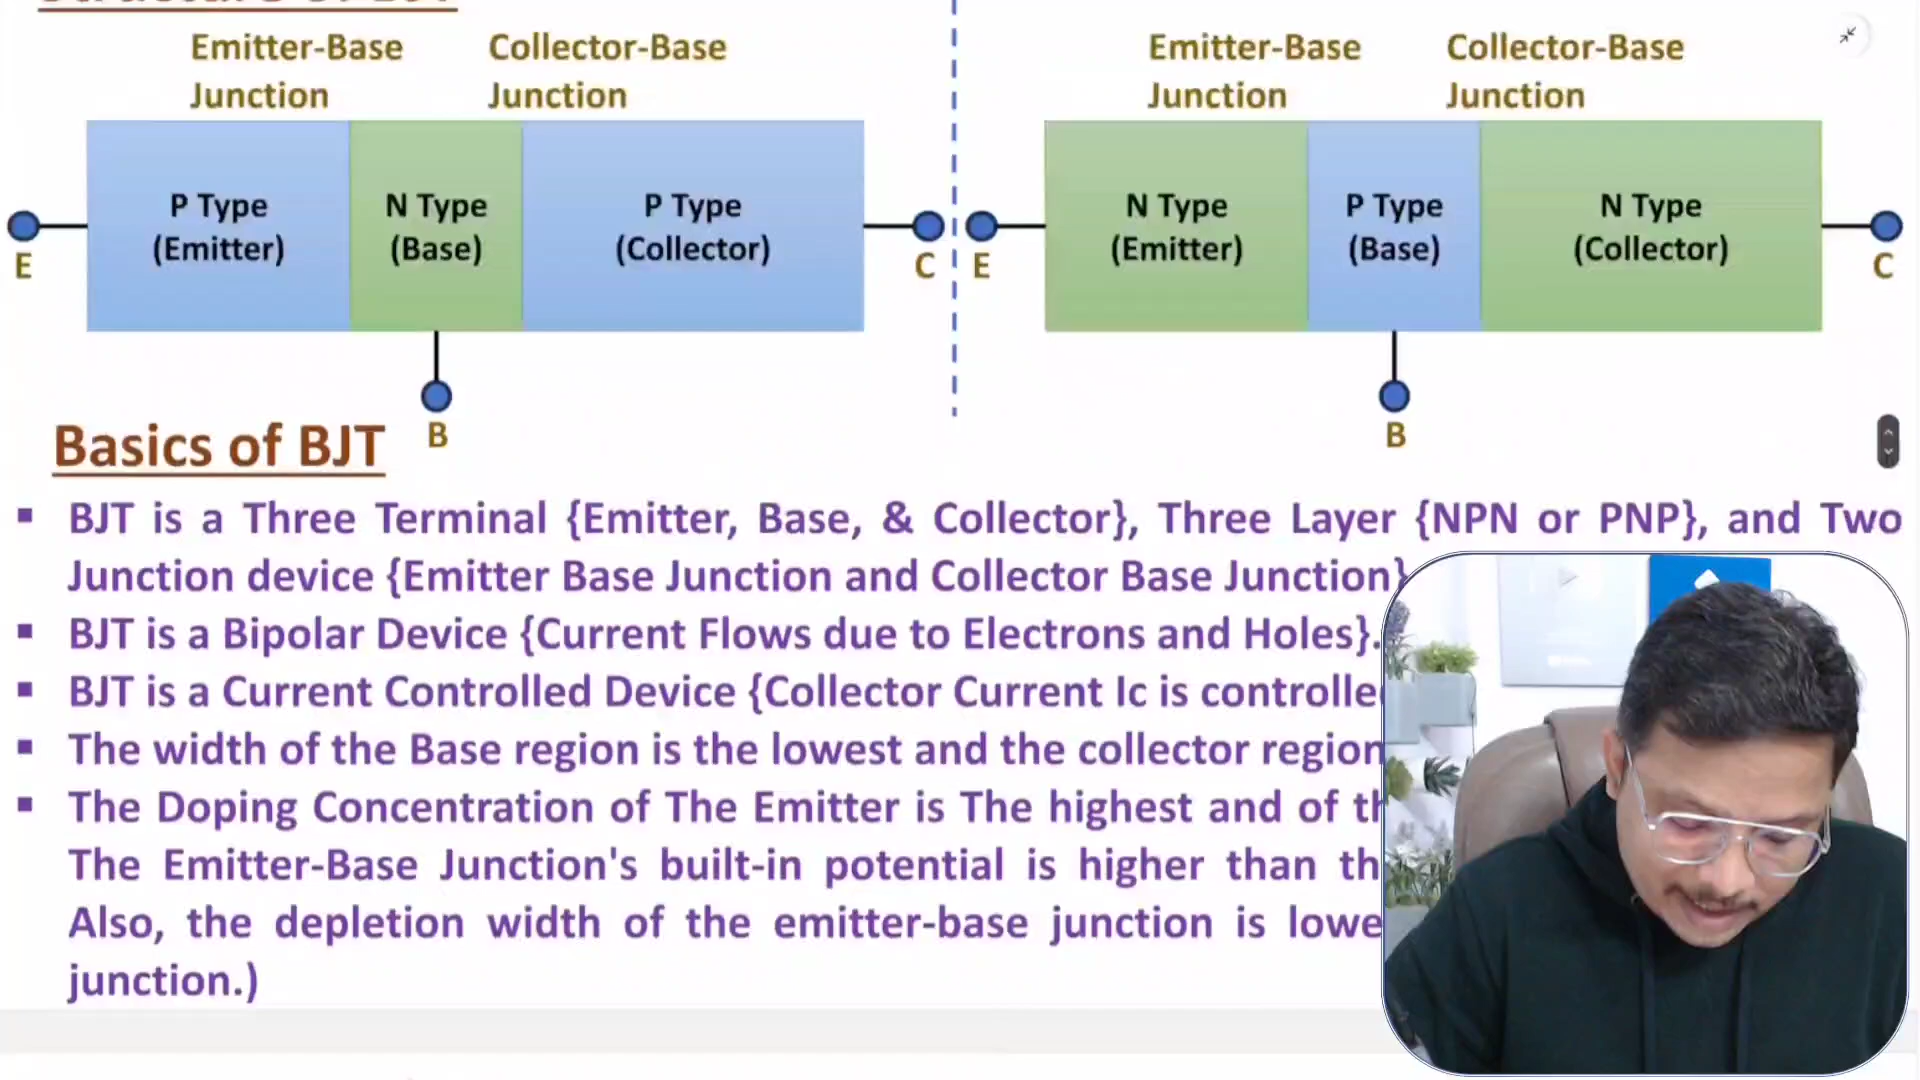 Emitter-Base Junction
Collector-Base Junction
Emitter-Base Junction
Collector-Base Junction
P Type (Emitter)
N Type (Base)
P Type (Collector)
N Type (Emitter)
P Type (Base)
N Type (Collector)
E
C
E
C
B
B
Basics of BJT
▪ BJT is a Three Terminal {Emitter, Base, & Collector}, Three Layer {NPN or PNP}, and Two
Junction device {Emitter Base Junction and Collector Base Junction}
▪ BJT is a Bipolar Device {Current Flows due to Electrons and Holes}.
▪ BJT is a Current Controlled Device {Collector Current Ic is
▪ The width of the Base region is the lowest and the collector region
▪ The Doping Concentration of The Emitter is The highest and of
The Emitter-Base Junction's built-in potential is higher than
Also, the depletion width of the emitter-base junction is
junction.)